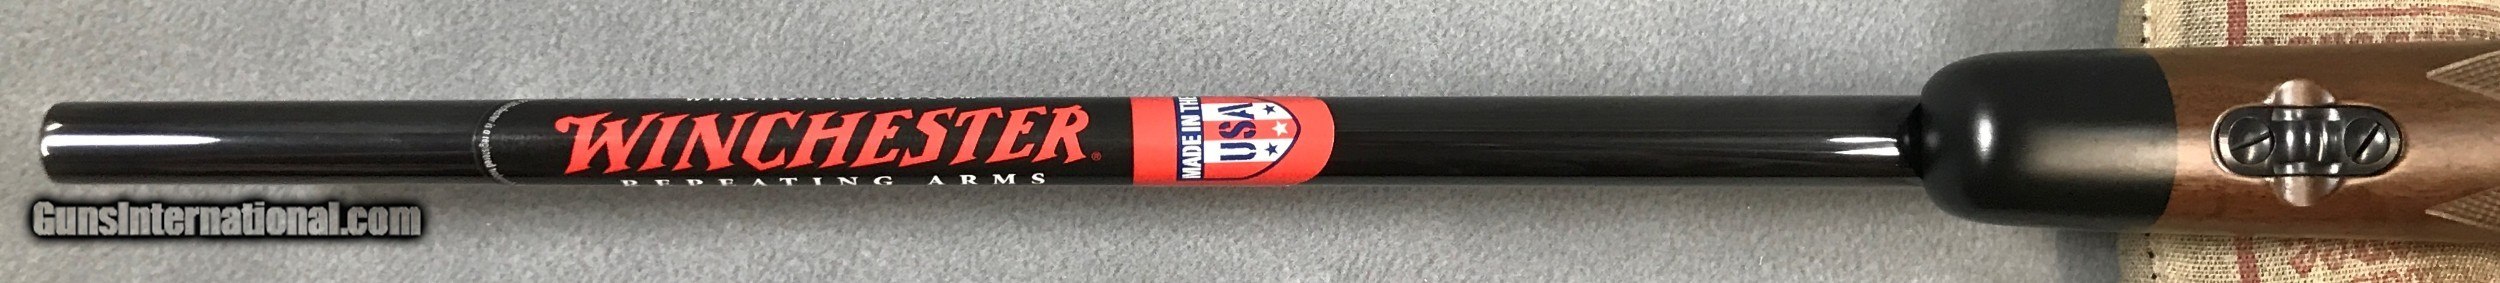 WINCHESTER®
REPEATING ARMS
MADE IN THE
USA
GunsInternational.com